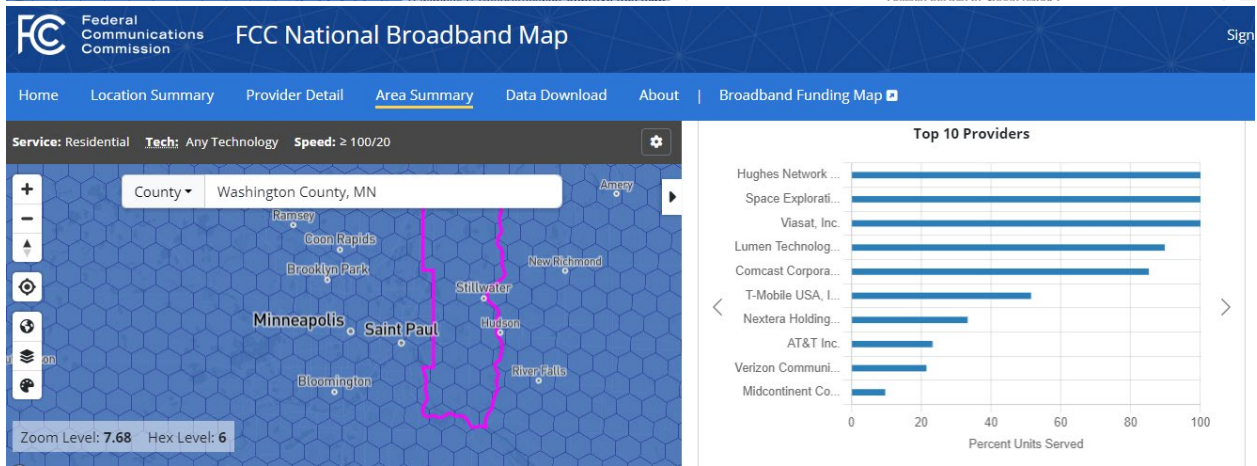 Federal
Communications
Commission
FCC National Broadband Map
Sign
Home Location Summary Provider Detail Area Summary Data Download About | Broadband Funding Map
Service: Residential Tech: Any Technology Speed: ≥ 100/20
County Washington County, MN
Amery
Ramsey
Coon Rapids
Brooklyn Park
New Richmond
Stillwater
Minneapolis
Saint Paul
Hudson
on
Bloomington
River Falls
Zoom Level: 7.68 Hex Level: 6
Top 10 Providers
Hughes Network ...
Space Explorati...
Viasat, Inc.
Lumen Technolog...
Comcast Corpora...
T-Mobile USA, I...
Nextera Holding...
AT&T Inc.
Verizon Communi...
Midcontinent Co...
0 20 40 60 80 100
Percent Units Served